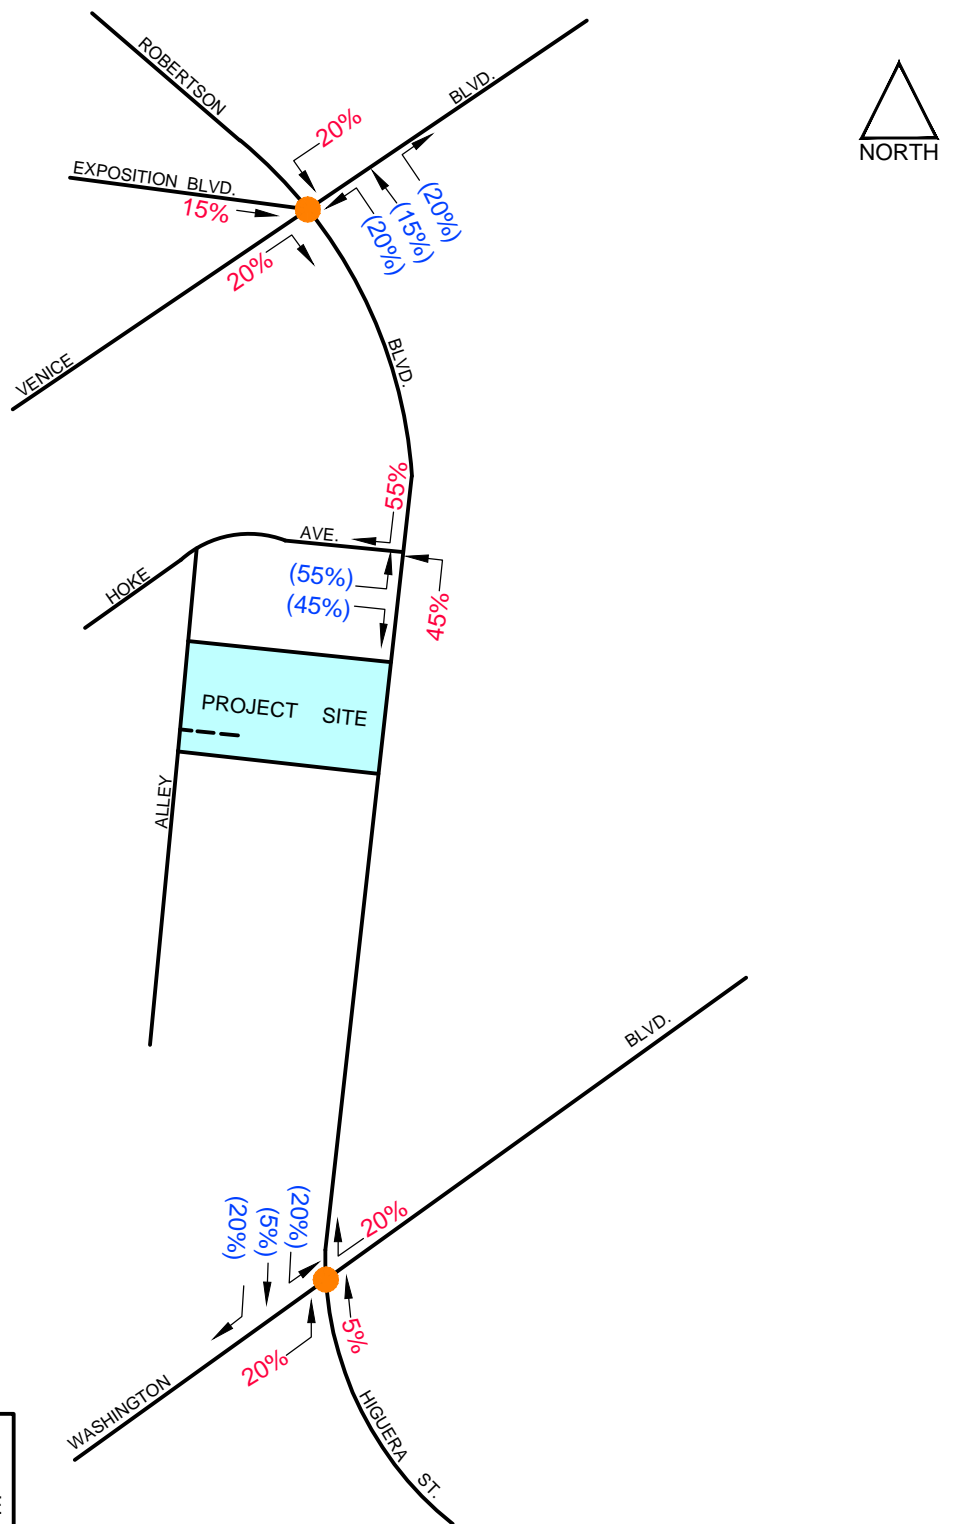 ROBERTSON
BLVD.
NORTH
20%
EXPOSITION BLVD.
15%
(20%)
(15%)
(20%)
20%
VENICE
BLVD.
55%
AVE.
HOKE
(55%)
(45%)
45%
PROJECT SITE
ALLEY
BLVD.
(20%)
(5%)
(20%)
20%
5%
20%
WASHINGTON
HIGUERA ST.